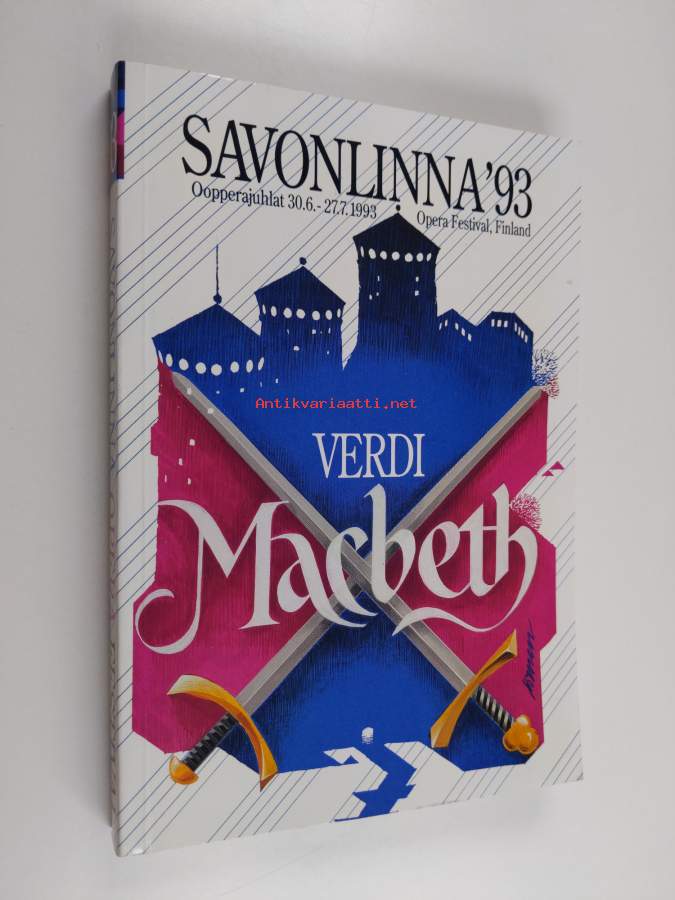 SAVONLINNA'93
Oopperajuhlat 30.6.-27.7.1993
Opera Festival, Finland
Antikvariaatti.net
VERDI
Macbeth